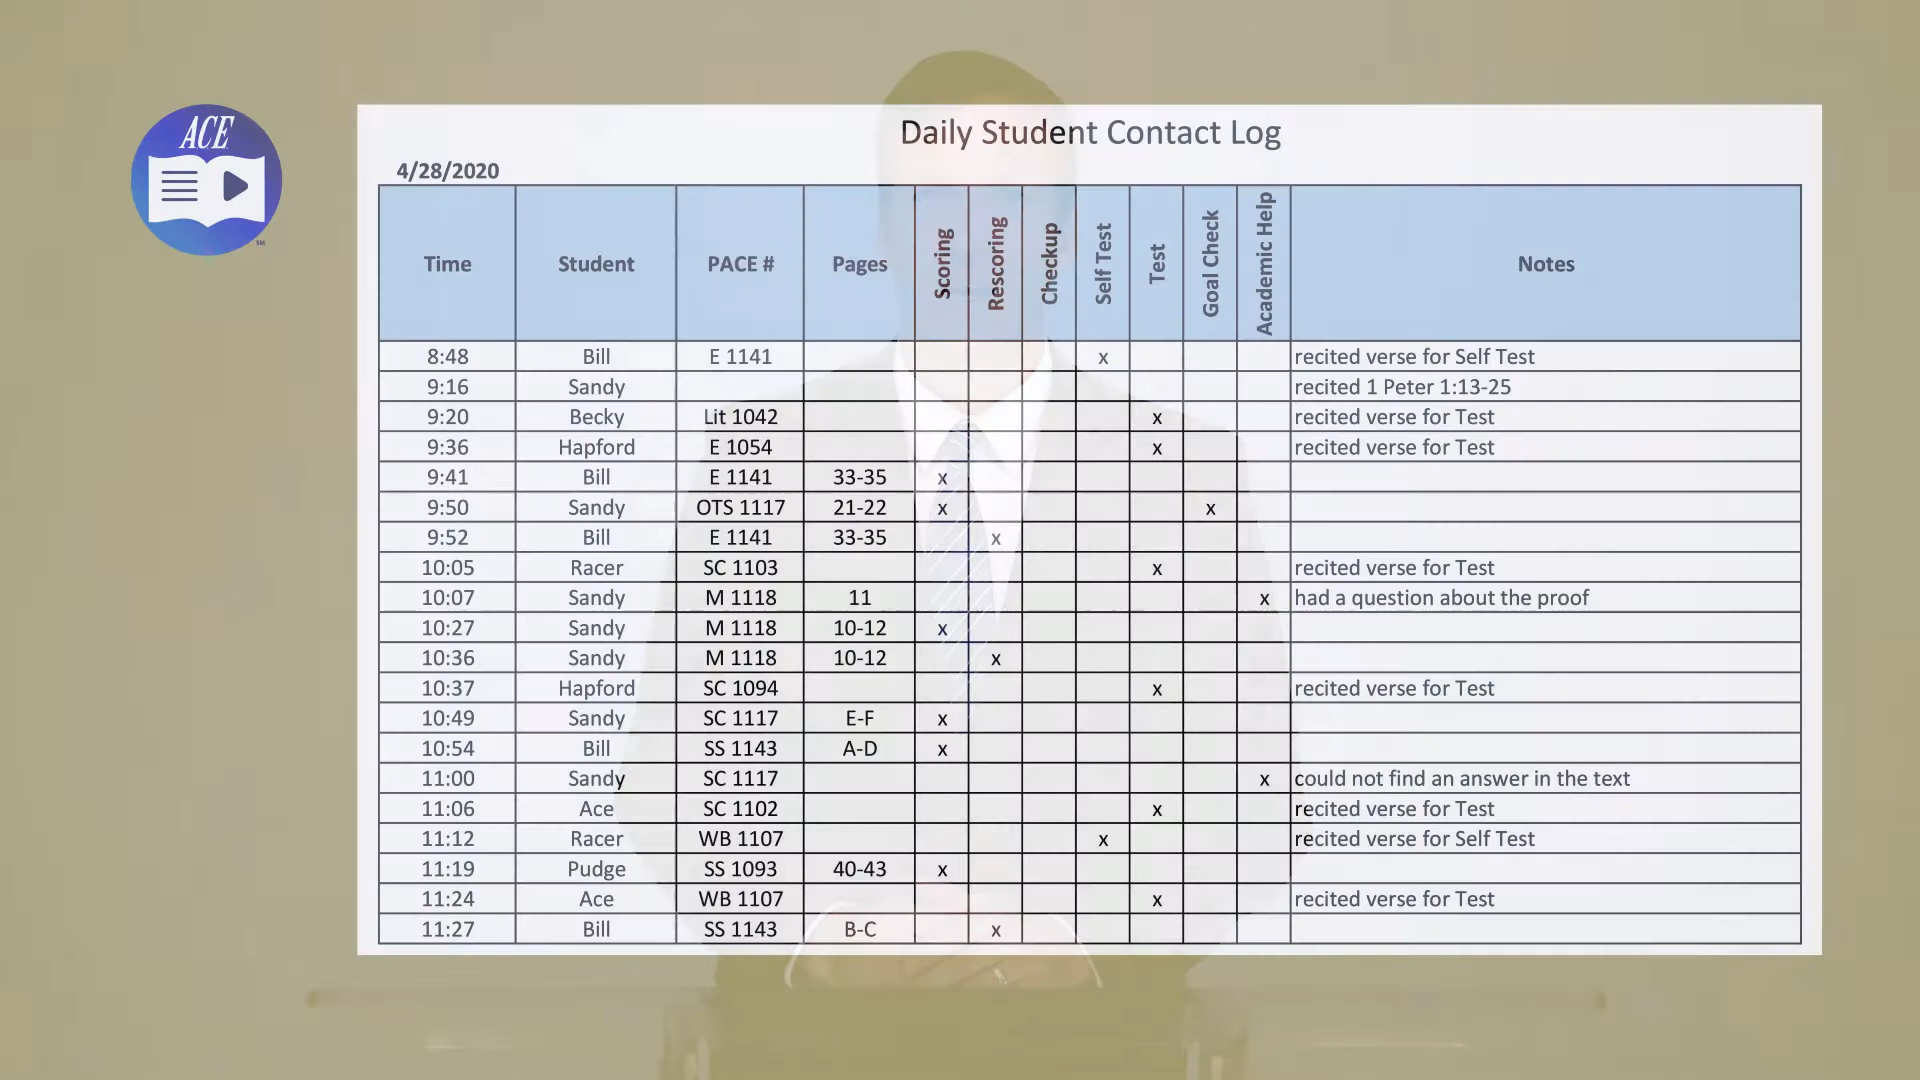 ACE
SM
Daily Student Contact Log
4/28/2020
Time Student PACE # Pages Scoring Rescoring Checkup Self Test Test Goal Check Academic Help Notes
8:48 Bill E 1141 x recited verse for Self Test
9:16 Sandy recited 1 Peter 1:13-25
9:20 Becky Lit 1042 x recited verse for Test
9:36 Hapford E 1054 x recited verse for Test
9:41 Bill E 1141 33-35 x
9:50 Sandy OTS 1117 21-22 x x
9:52 Bill E 1141 33-35 x
10:05 Racer SC 1103 x recited verse for Test
10:07 Sandy M 1118 11 x had a question about the proof
10:27 Sandy M 1118 10-12 x
10:36 Sandy M 1118 10-12 x
10:37 Hapford SC 1094 x recited verse for Test
10:49 Sandy SC 1117 E-F x
10:54 Bill SS 1143 A-D x
11:00 Sandy SC 1117 x could not find an answer in the text
11:06 Ace SC 1102 x recited verse for Test
11:12 Racer WB 1107 x recited verse for Self Test
11:19 Pudge SS 1093 40-43 x
11:24 Ace WB 1107 x recited verse for Test
11:27 Bill SS 1143 B-C x